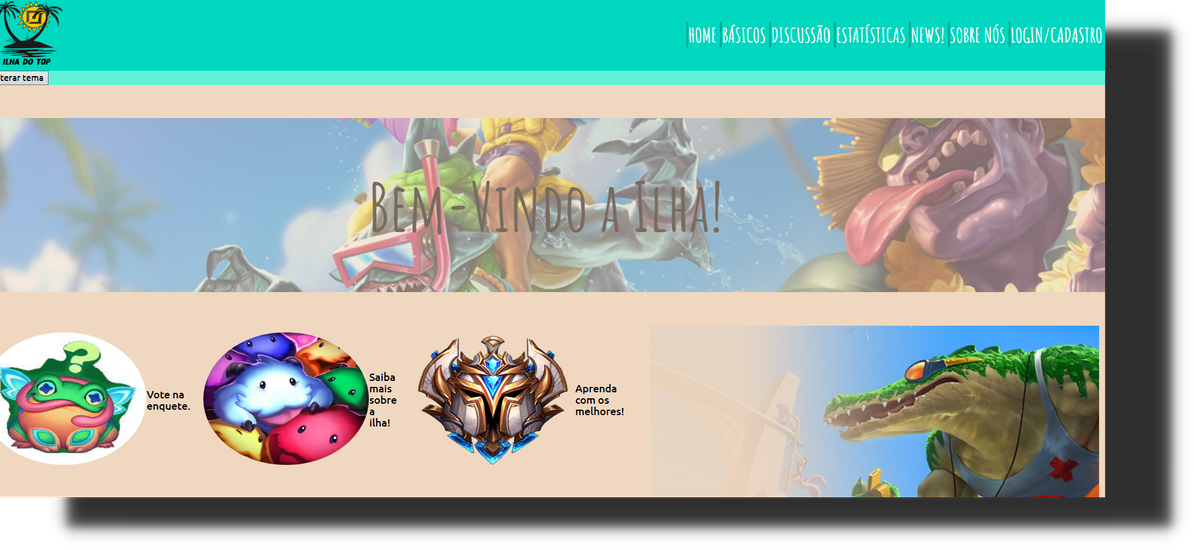 ILHA DO TOP
HOME BÁSICOS DISCUSSÃO ESTATÍSTICAS NEWS! SOBRE NÓS LOGIN/CADASTRO
terar tema
Bem-Vindo a Ilha!
Vote na
enquete.
Saiba
mais
sobre
a
ilha!
Aprenda
com os
melhores!